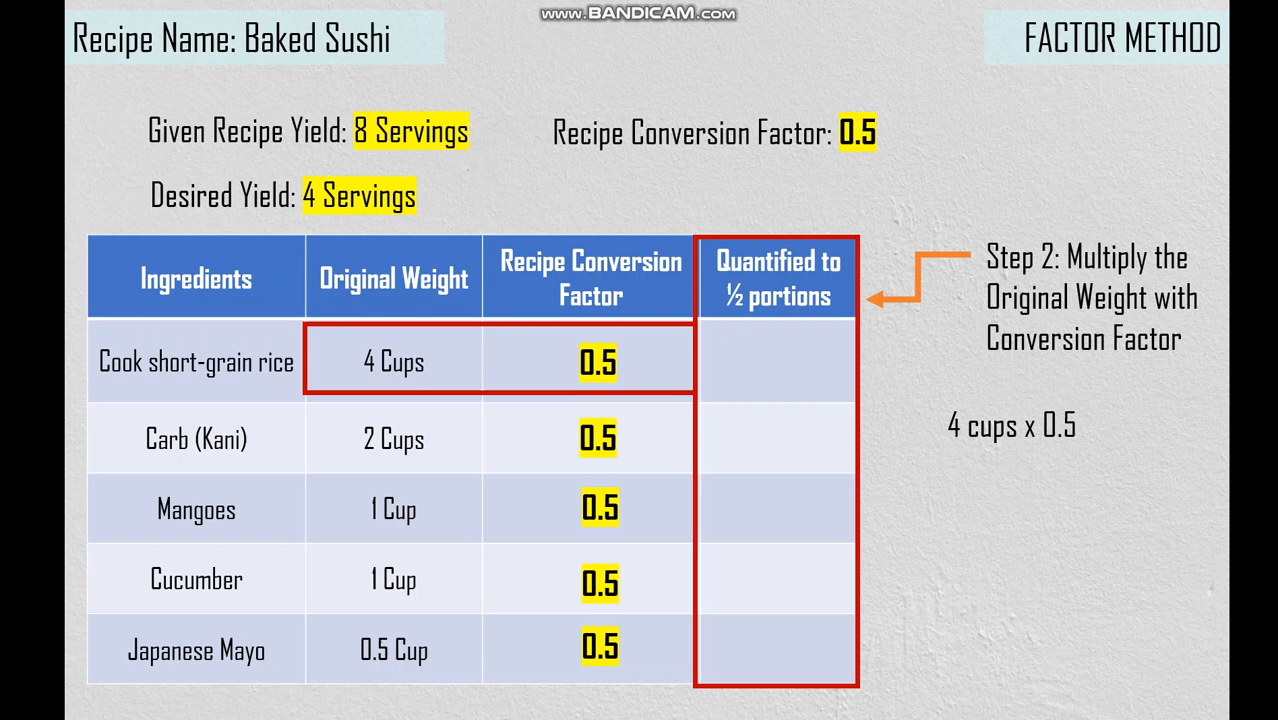 www.BANDICAM.com
Recipe Name: Baked Sushi
FACTOR METHOD
Given Recipe Yield: 8 Servings
Recipe Conversion Factor: 0.5
Desired Yield: 4 Servings
Ingredients
Original Weight
Recipe Conversion
Factor
Quantified to
½ portions
Cook short-grain rice
4 Cups
0.5
Carb (Kani)
2 Cups
0.5
Mangoes
1 Cup
0.5
Cucumber
1 Cup
0.5
Japanese Mayo
0.5 Cup
0.5
Step 2: Multiply the
Original Weight with
Conversion Factor
4 cups x 0.5